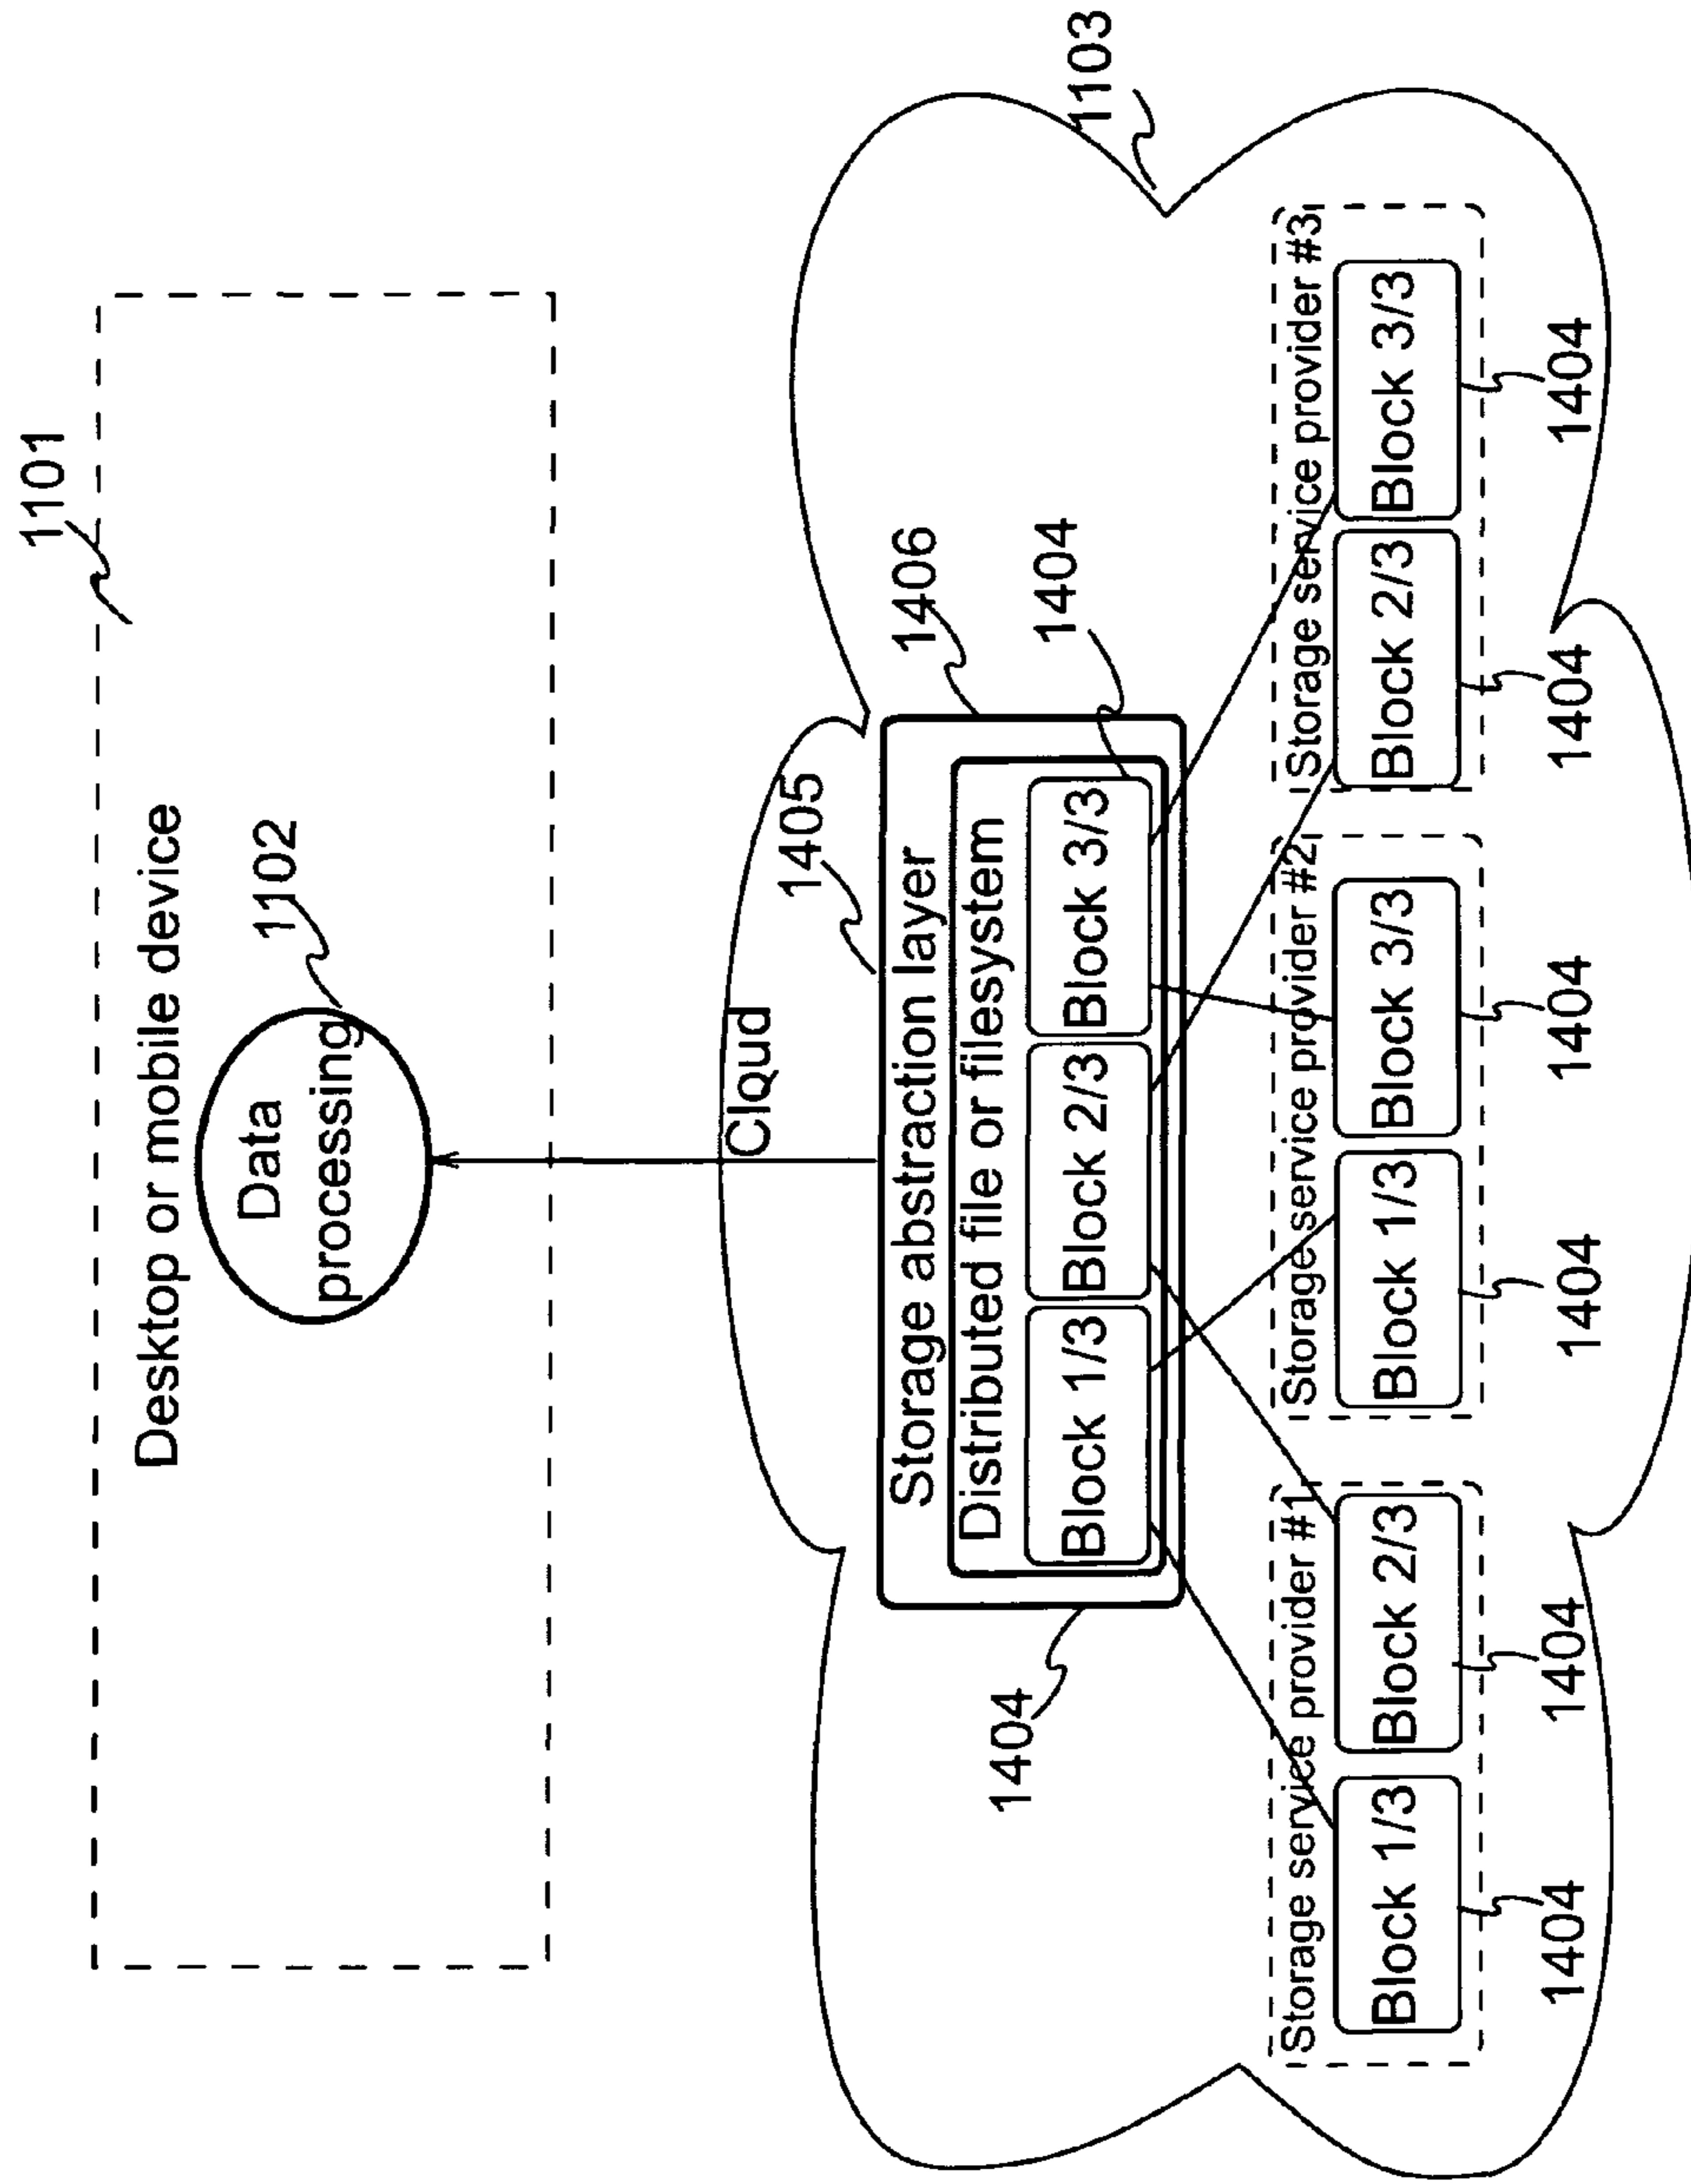 1101
Desktop or mobile device
1102
Data
processing
1103
Cloud
1405
1406
1404
Storage abstraction layer
Distributed file or filesystem
Block 1/3
Block 2/3
Block 3/3
1404
Storage service provider #1
Block 1/3
Block 2/3
1404
1404
Storage service provider #2
Block 1/3
Block 3/3
1404
1404
Storage service provider #3
Block 2/3
Block 3/3
1404
1404